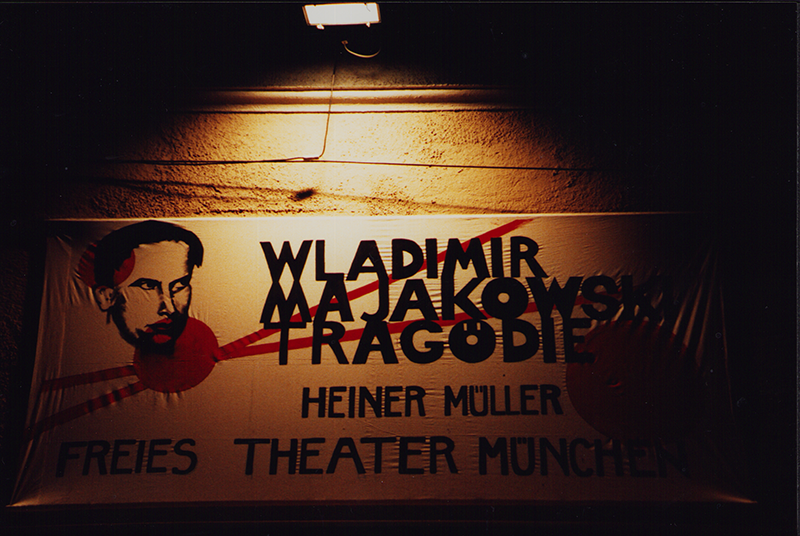 WLADIMIR
MAJAKOWSKI
TRAGÖDIE
HEINER MÜLLER
FREIES THEATER MÜNCHEN